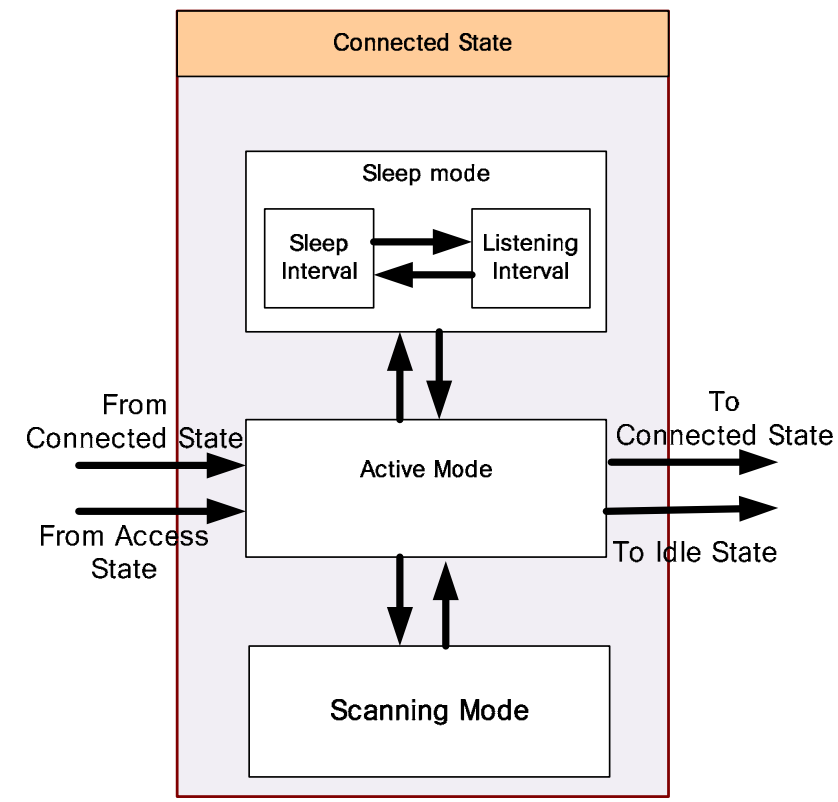 Connected State
Sleep mode
Sleep
Interval
Listening
Interval
From
Connected State
To
Connected State
Active Mode
From Access
State
To Idle State
Scanning Mode